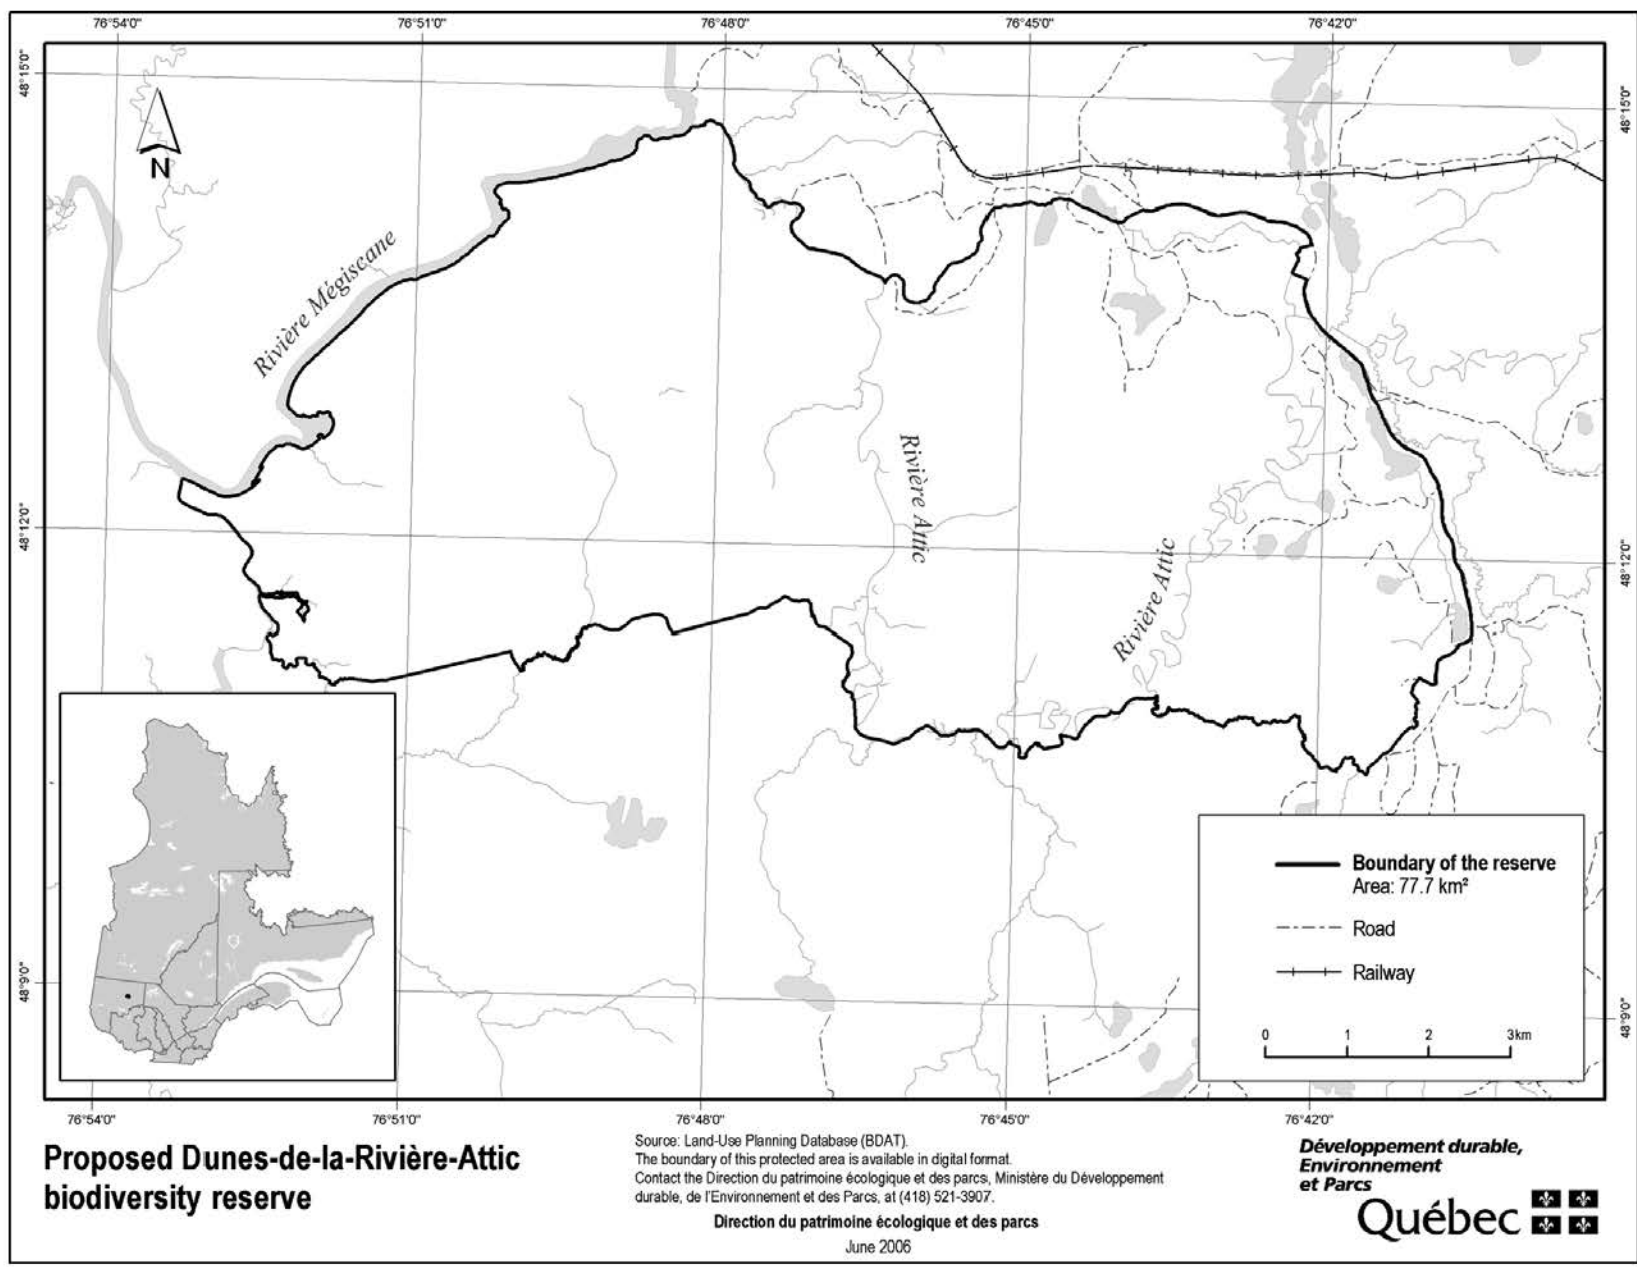 76°54'0"
76°51'0"
76°48'0"
76°45'0"
76°42'0"
48°15'0"
48°15'0"
N
Rivière Mégiscane
Rivière Attic
Rivière Attic
48°12'0"
48°12'0"
Boundary of the reserve
Area: 77.7 km²
Road
Railway
0 1 2 3km
48°9'0"
48°9'0"
76°54'0"
76°51'0"
76°48'0"
76°45'0"
76°42'0"
Proposed Dunes-de-la-Rivière-Attic
biodiversity reserve
Source: Land-Use Planning Database (BDAT).
The boundary of this protected area is available in digital format.
Contact the Direction du patrimoine écologique et des parcs, Ministère du Développement
durable, de l'Environnement et des Parcs, at (418) 521-3907.
Direction du patrimoine écologique et des parcs
June 2006
Développement durable,
Environnement
et Parcs
Québec